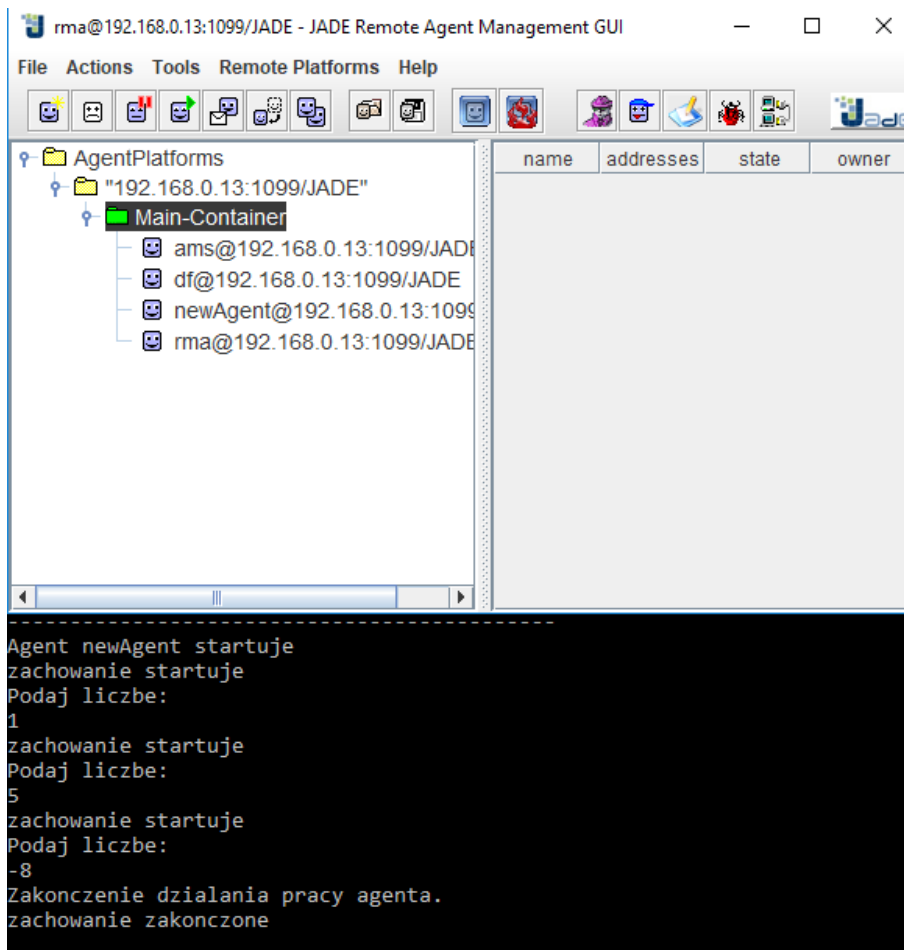 rma@192.168.0.13:1099/JADE - JADE Remote Agent Management GUI
File Actions Tools Remote Platforms Help
Jade
AgentPlatforms
"192.168.0.13:1099/JADE"
Main-Container
ams@192.168.0.13:1099/JADE
df@192.168.0.13:1099/JADE
newAgent@192.168.0.13:1099
rma@192.168.0.13:1099/JADE
name addresses state owner
--------------------------------------------
Agent newAgent startuje
zachowanie startuje
Podaj liczbe:
1
zachowanie startuje
Podaj liczbe:
5
zachowanie startuje
Podaj liczbe:
-8
Zakonczenie dzialania pracy agenta.
zachowanie zakonczone